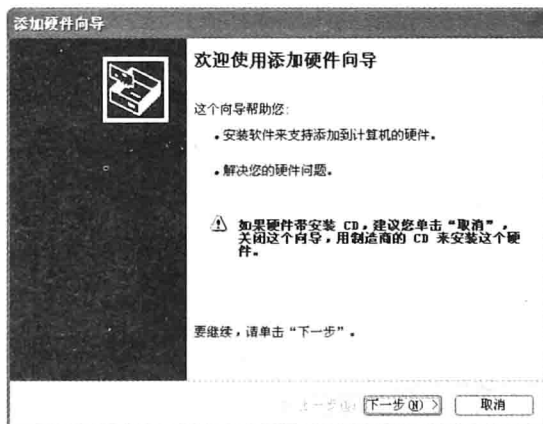 添加硬件向导
欢迎使用添加硬件向导
这个向导帮助您:
•安装软件来支持添加到计算机的硬件。
•解决您的硬件问题。
如果硬件带安装 CD,建议您单击“取消”,
关闭这个向导,用制造商的 CD 来安装这个硬
件。
要继续,请单击“下一步”。
上一步(B) 下一步(N) > 取消